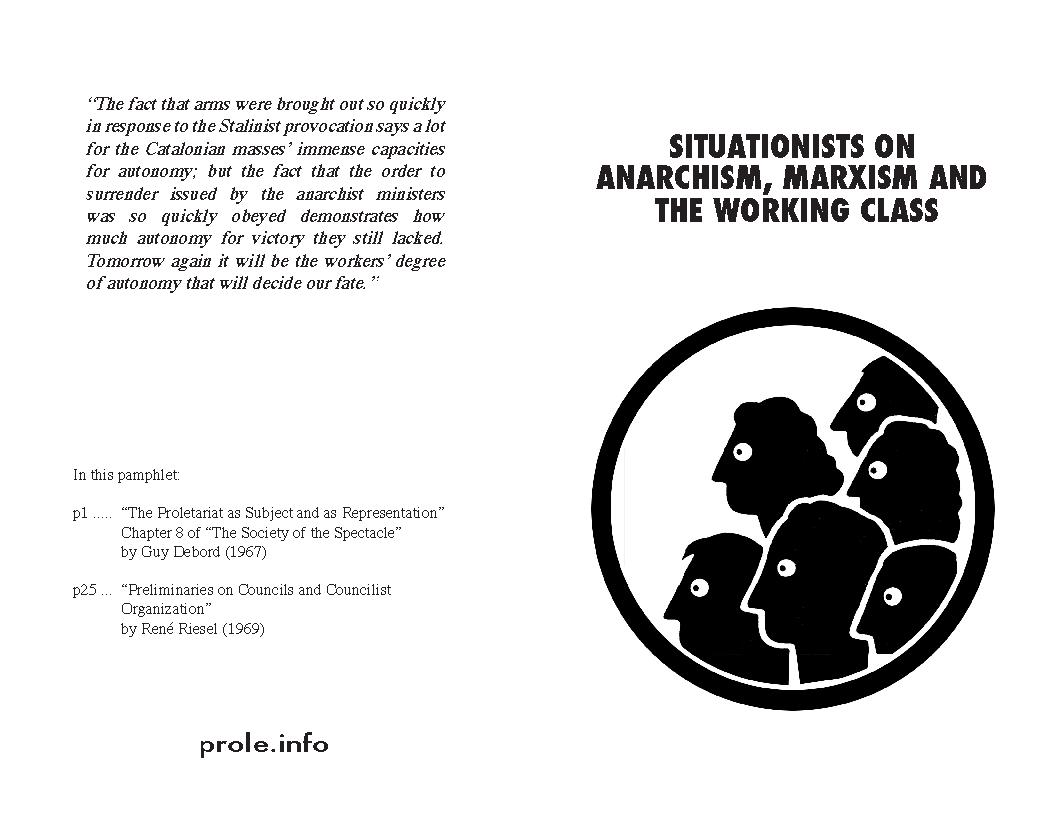 “The fact that arms were brought out so quickly
in response to the Stalinist provocation says a lot
for the Catalonian masses’ immense capacities
for autonomy; but the fact that the order to
surrender issued by the anarchist ministers
was so quickly obeyed demonstrates how
much autonomy for victory they still lacked.
Tomorrow again it will be the workers’ degree
of autonomy that will decide our fate.”
In this pamphlet:
p1 ..... “The Proletariat as Subject and as Representation”
Chapter 8 of “The Society of the Spectacle”
by Guy Debord (1967)
p25 ... “Preliminaries on Councils and Councilist
Organization”
by René Riesel (1969)
prole.info
SITUATIONISTS ON
ANARCHISM, MARXISM AND
THE WORKING CLASS